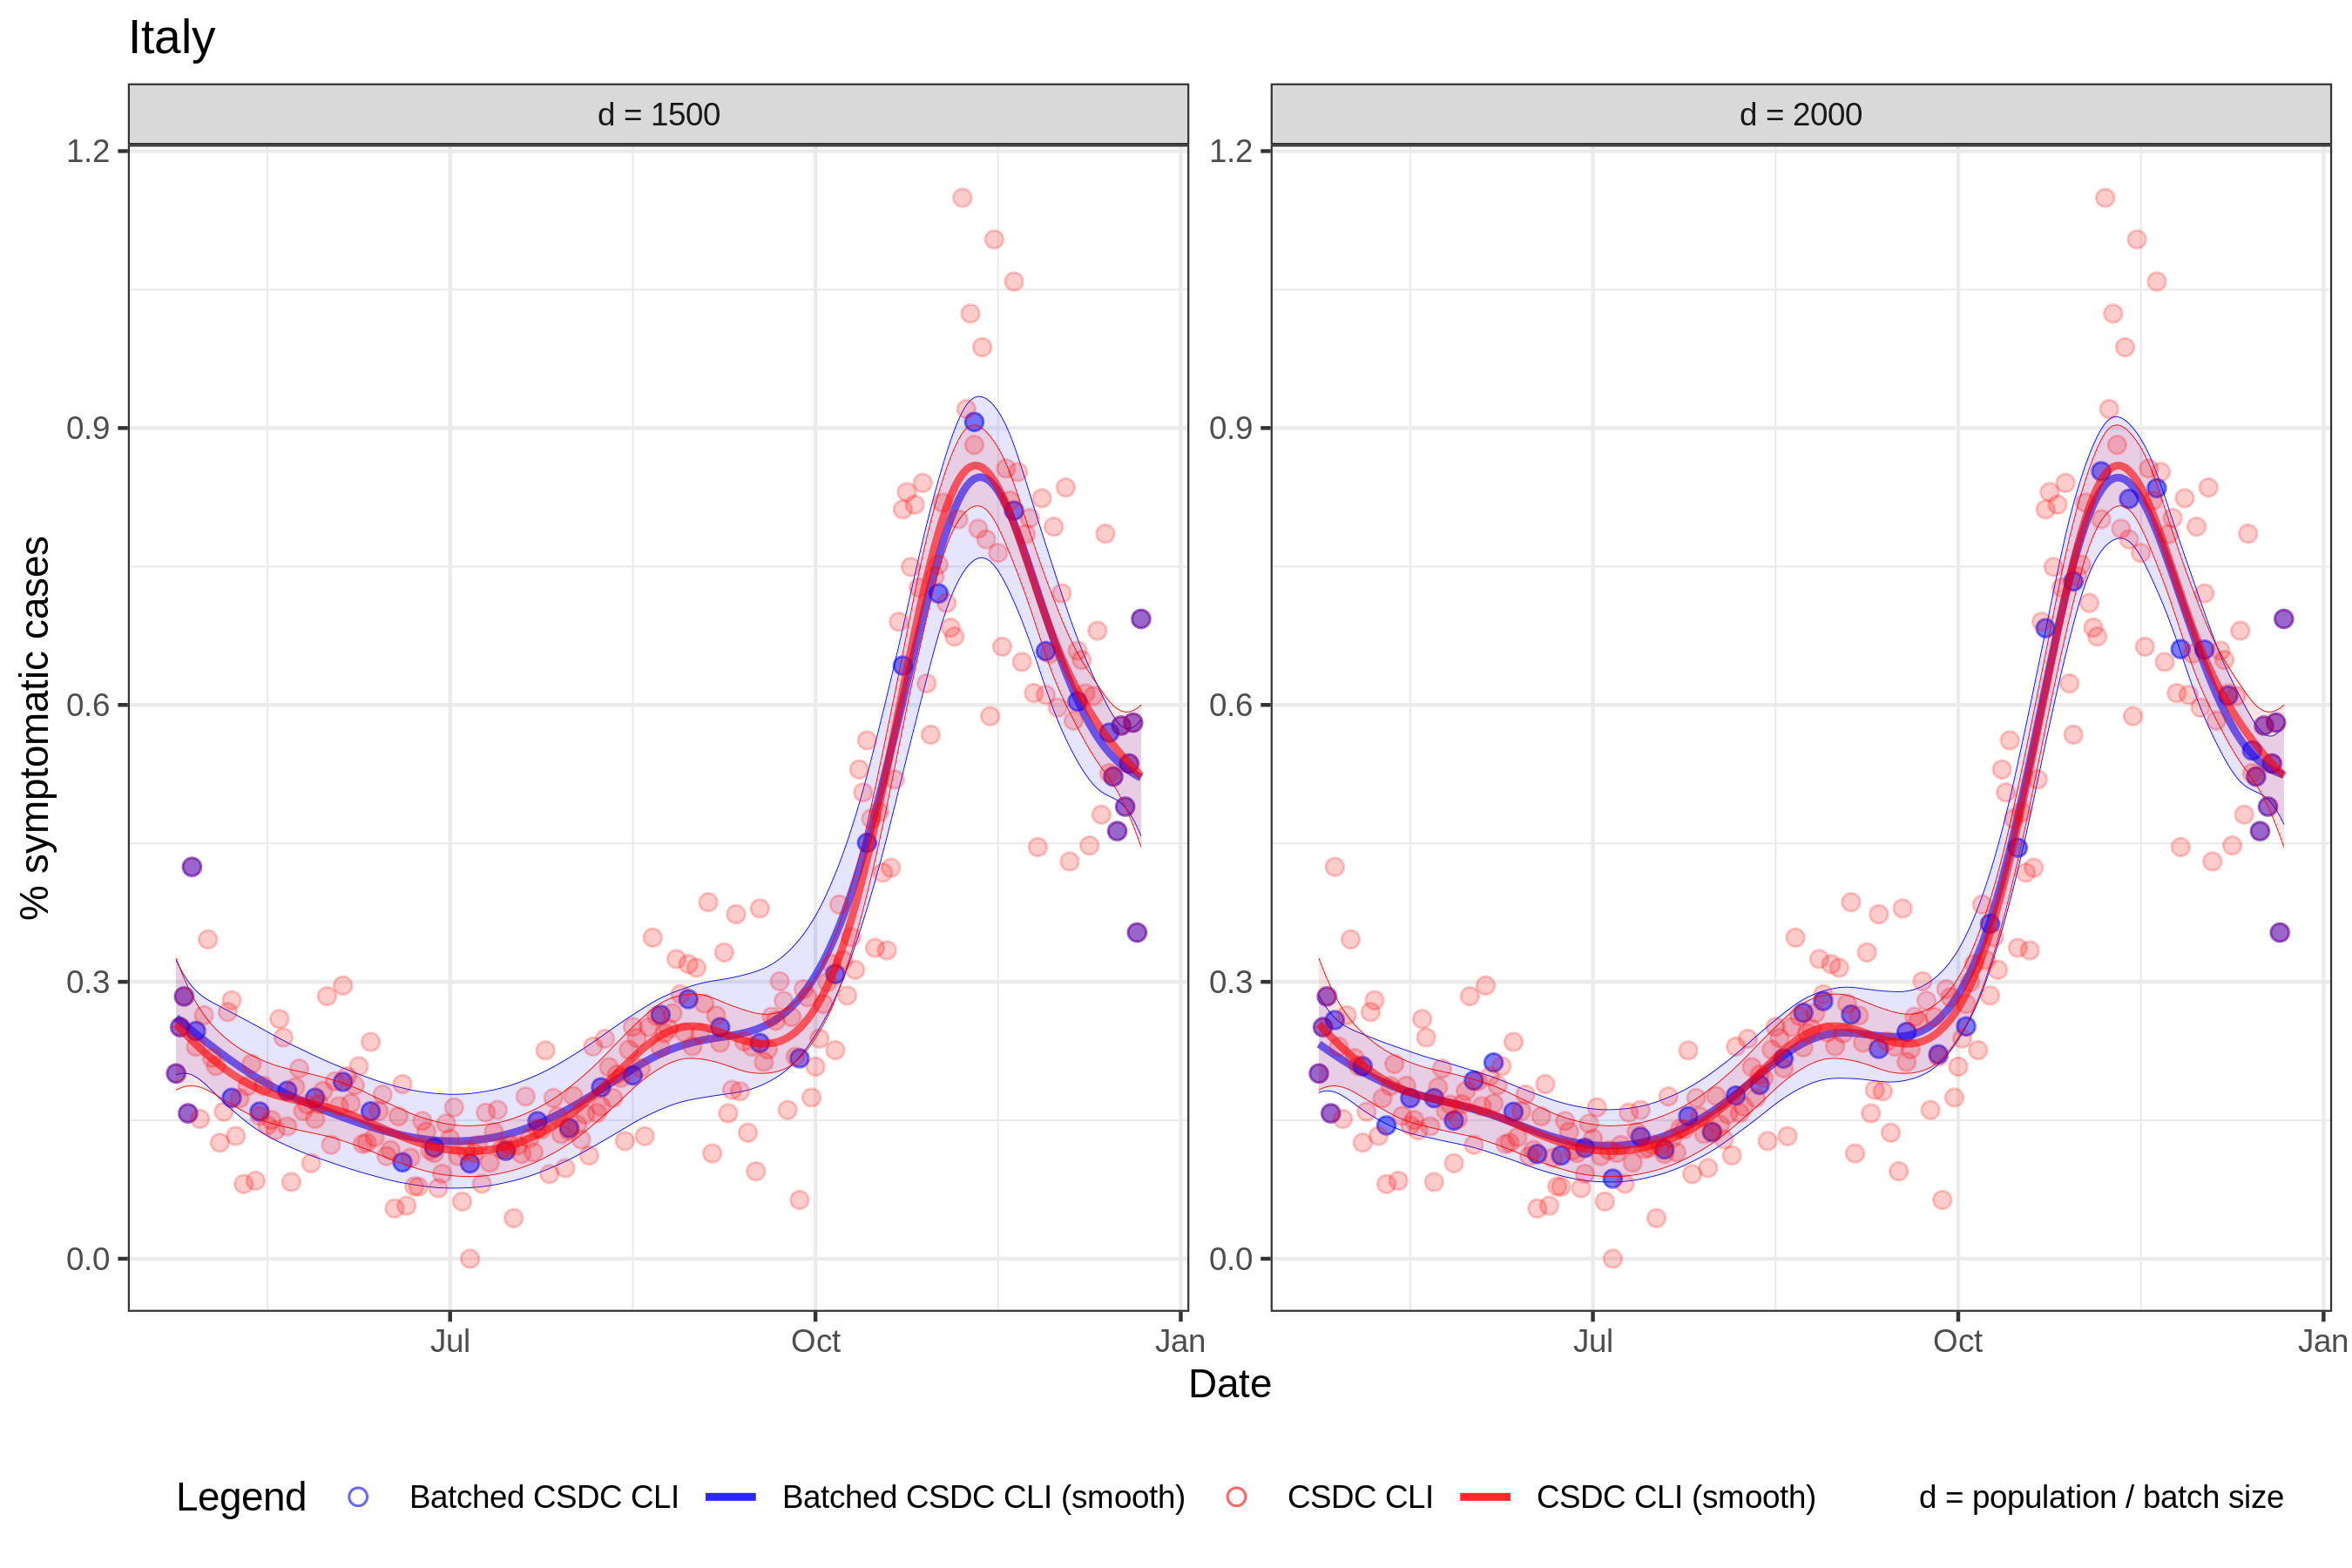 Italy
d = 1500
d = 2000
% symptomatic cases
1.2
0.9
0.6
0.3
0.0
1.2
0.9
0.6
0.3
0.0
Jul
Oct
Jan
Jul
Oct
Jan
Date
Legend
Batched CSDC CLI
Batched CSDC CLI (smooth)
CSDC CLI
CSDC CLI (smooth)
d = population / batch size